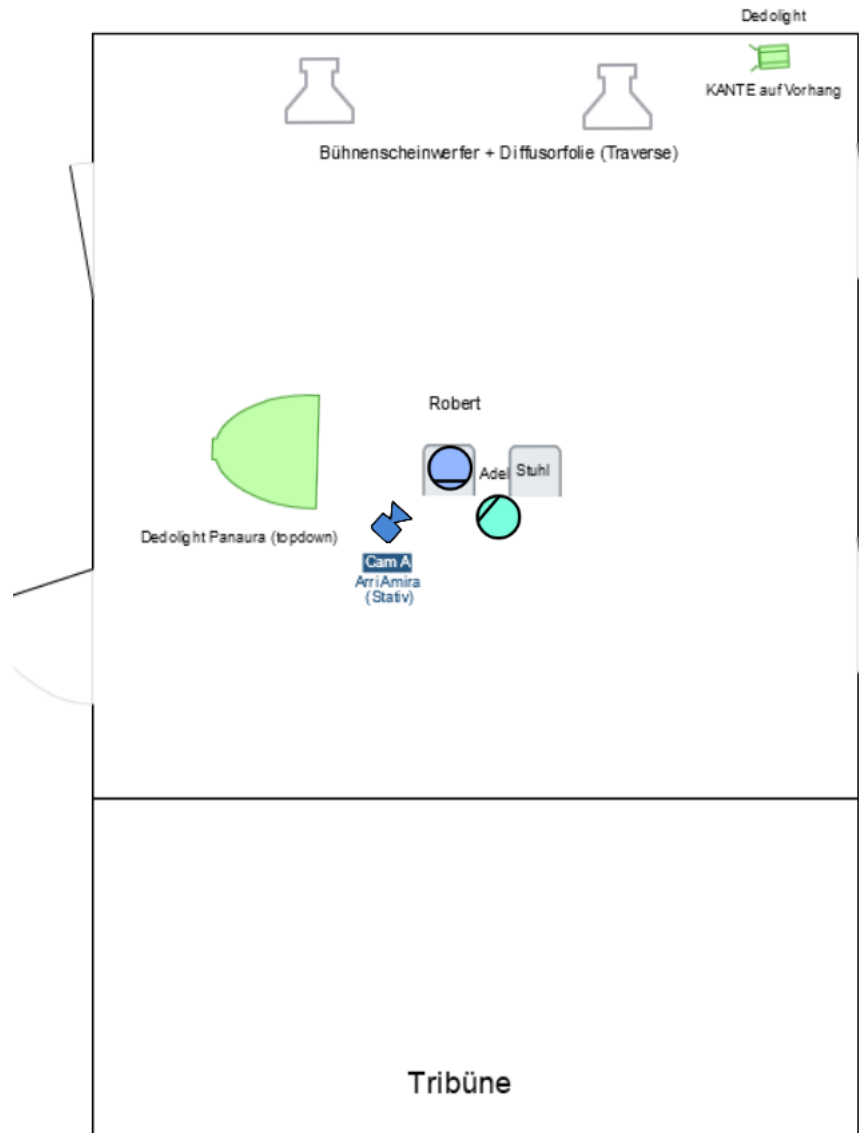 Dedolight
KANTE auf Vorhang
Bühnenscheinwerfer + Diffusorfolie (Traverse)
Robert
Adel
Stuhl
Dedolight Panaura (topdown)
Cam A
Arri Amira
(Stativ)
Tribüne